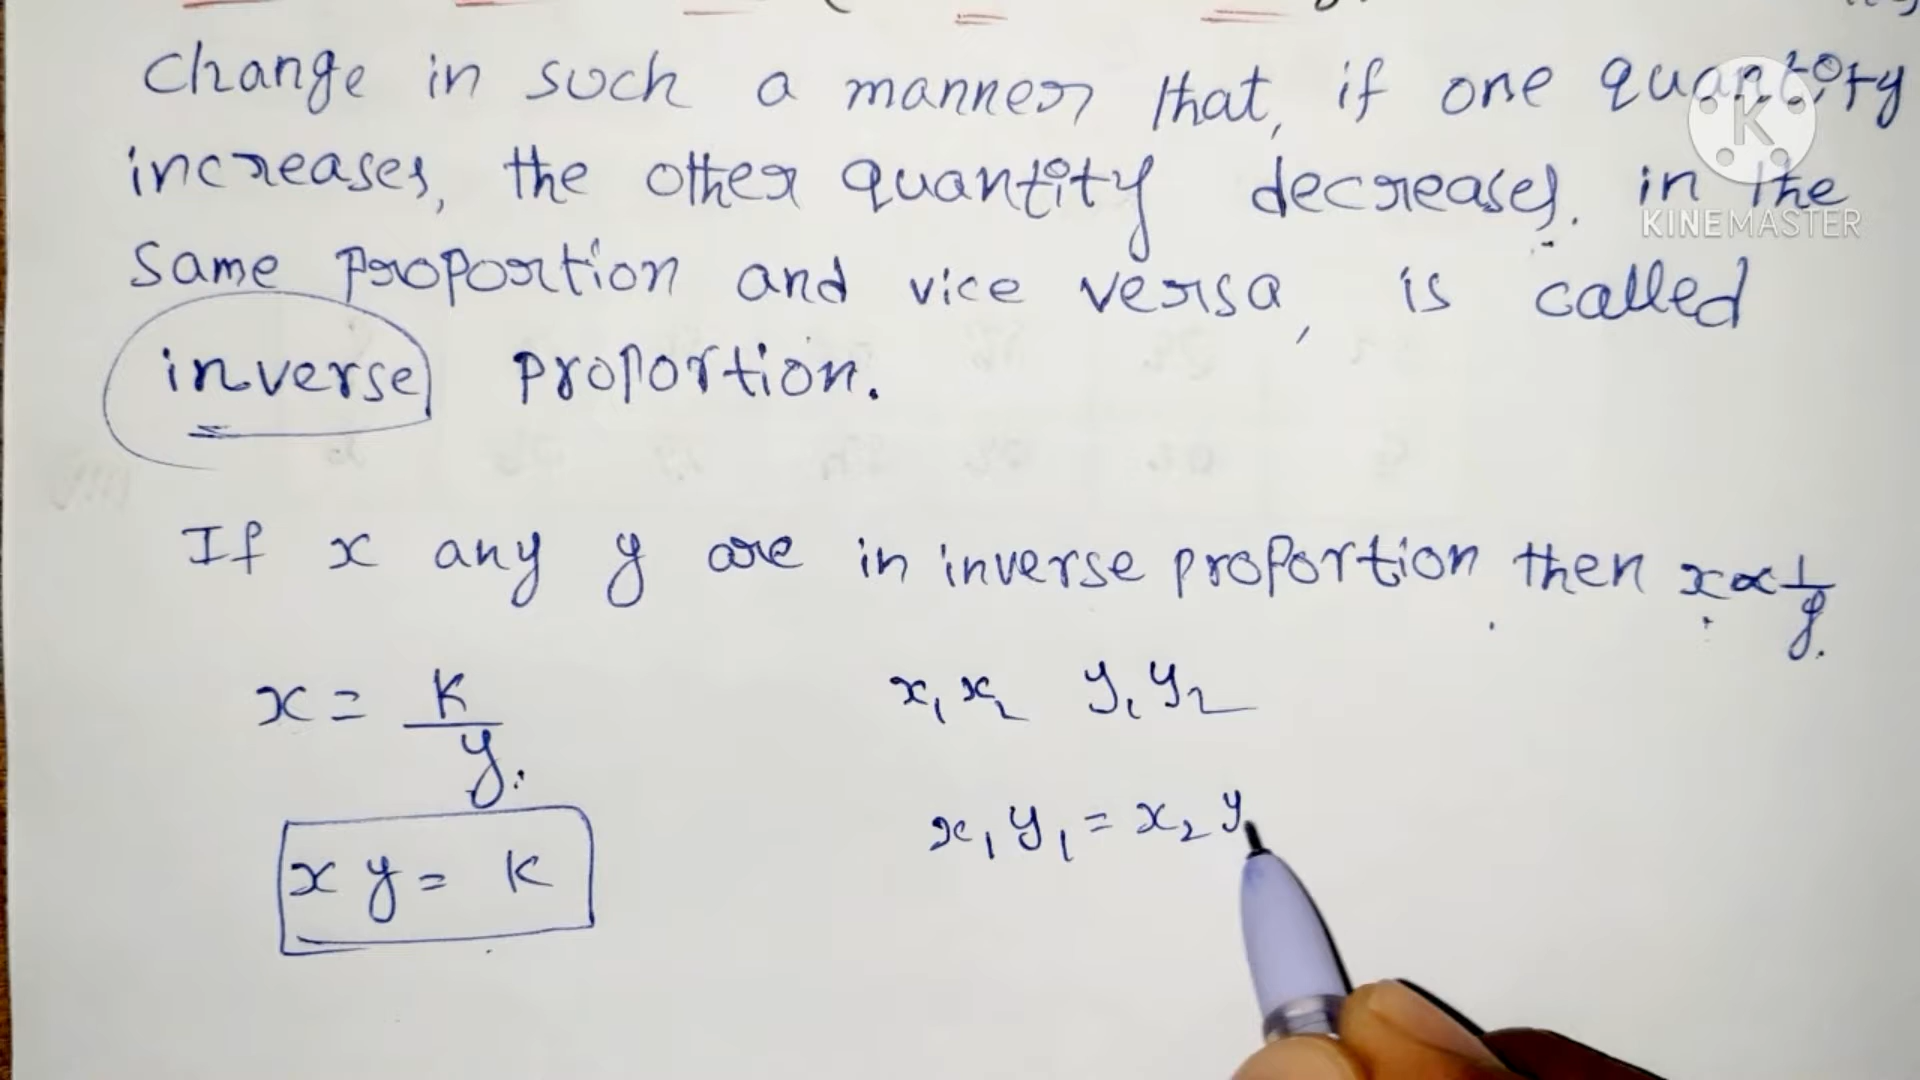 change in such a manner that, if one quantity
increases, the other quantity decreases. in the
same proportion and vice versa, is called
inverse proportion.
If x any y are in inverse proportion then x ∝ 1/y.
x = k/y.
x₁ x₂ y₁ y₂
x y = k
x₁ y₁ = x₂ y
K
KINEMASTER